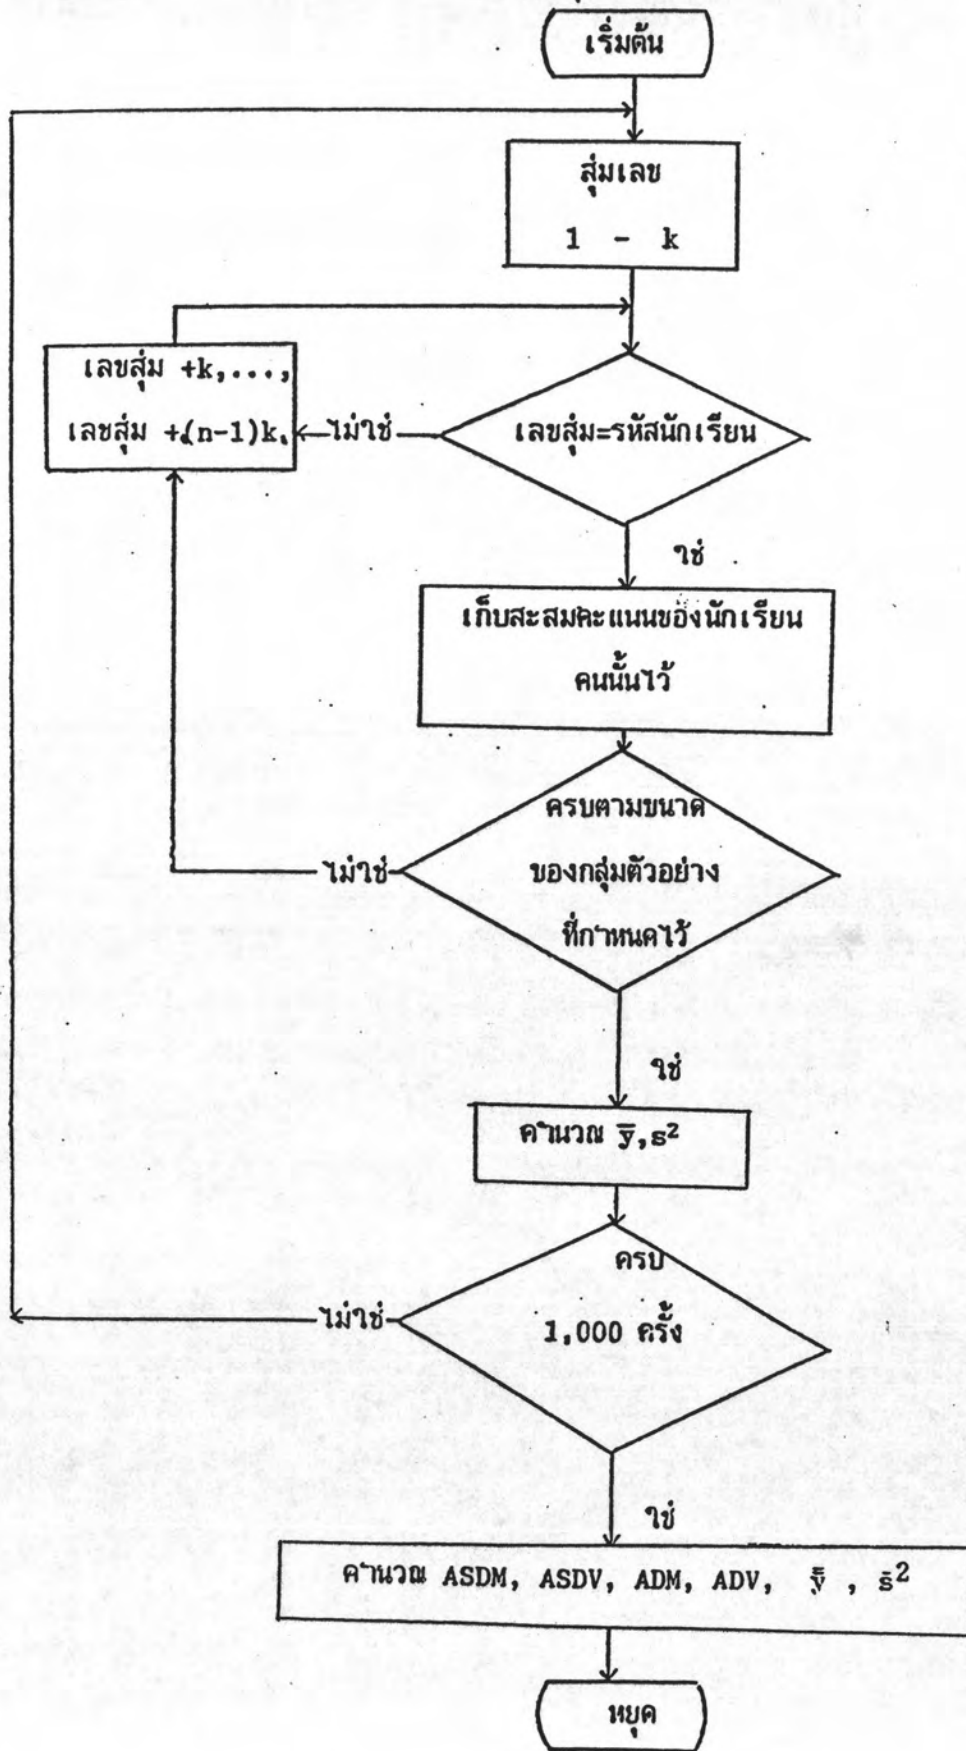 เริ่มต้น
สุ่มเลข
1 - k
เลขสุ่ม +k,...,
เลขสุ่ม +(n-1)k.
ไม่ใช่
เลขสุ่ม=รหัสนักเรียน
ใช่
เก็บสะสมคะแนนของนักเรียน
คนนั้นไว้
ครบตามขนาด
ไม่ใช่
ของกลุ่มตัวอย่าง
ที่กำหนดไว้
ใช่
คำนวณ ȳ,s²
ครบ
ไม่ใช่
1,000 ครั้ง
ใช่
คำนวณ ASDM, ASDV, ADM, ADV, ȳ̄ , s̄²
หยุด